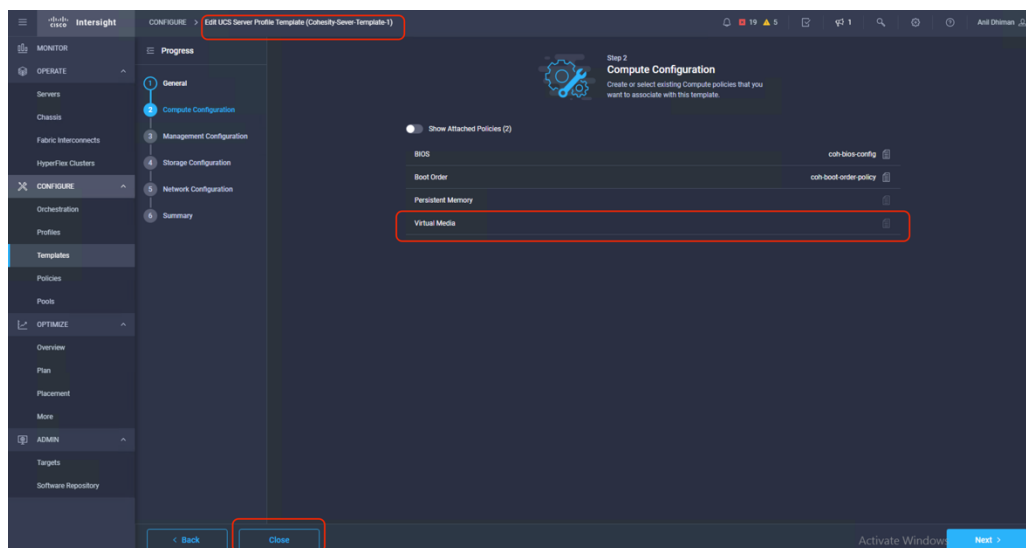 cisco Intersight
CONFIGURE > Edit UCS Server Profile Template (Cohesity-Sever-Template-1)
19 5 1 Anil Dhiman
MONITOR
OPERATE
Servers
Chassis
Fabric Interconnects
HyperFlex Clusters
CONFIGURE
Orchestration
Profiles
Templates
Policies
Pools
OPTIMIZE
Overview
Plan
Placement
More
ADMIN
Targets
Software Repository
Progress
1 General
2 Compute Configuration
3 Management Configuration
4 Storage Configuration
5 Network Configuration
6 Summary
Step 2
Compute Configuration
Create or select existing Compute policies that you
want to associate with this template.
Show Attached Policies (2)
BIOS coh-bios-config
Boot Order coh-boot-order-policy
Persistent Memory
Virtual Media
< Back Close Activate Windows Next >